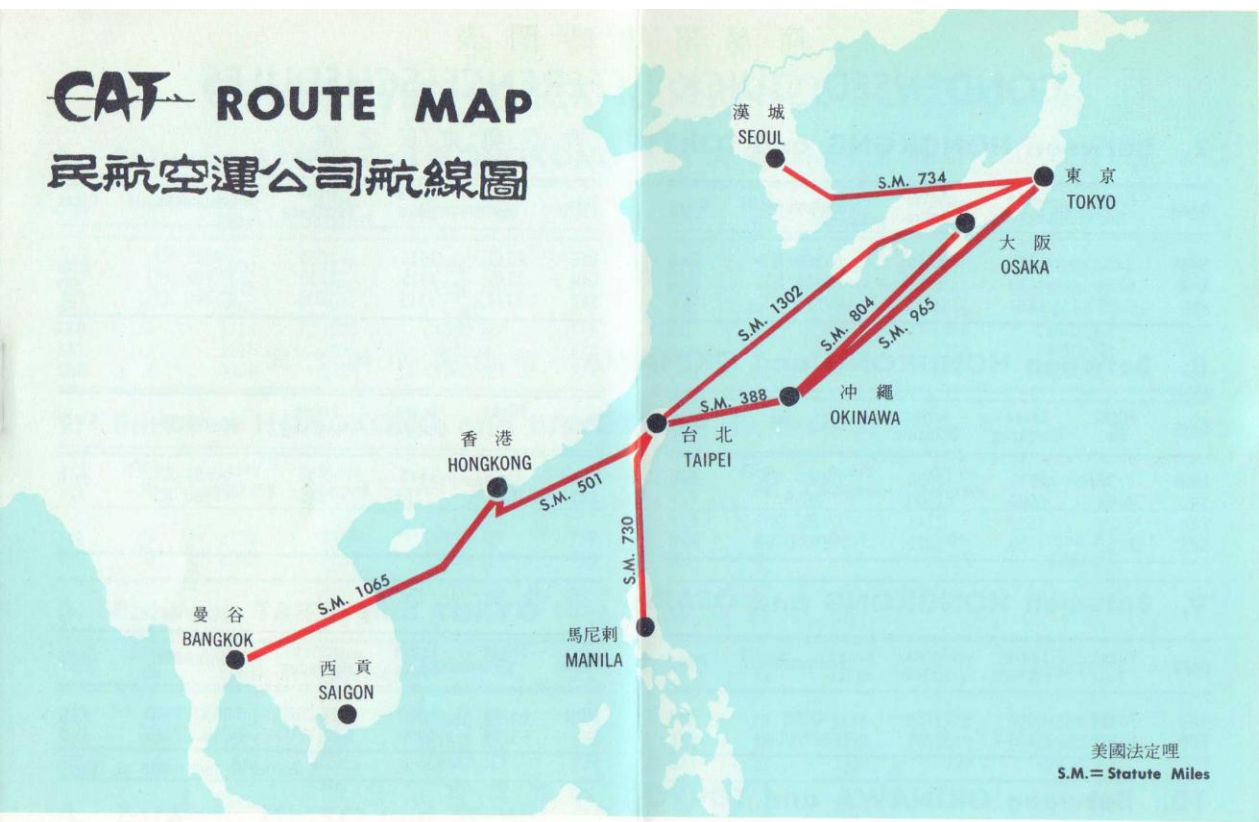 CAT ROUTE MAP
民航空運公司航線圖
漢城
SEOUL
S.M. 734
東京
TOKYO
大阪
OSAKA
S.M. 1302
S.M. 804
S.M. 965
S.M. 388
沖繩
OKINAWA
台北
TAIPEI
香港
HONGKONG
S.M. 501
S.M. 730
S.M. 1065
曼谷
BANGKOK
西貢
SAIGON
馬尼剌
MANILA
美國法定哩
S.M.= Statute Miles